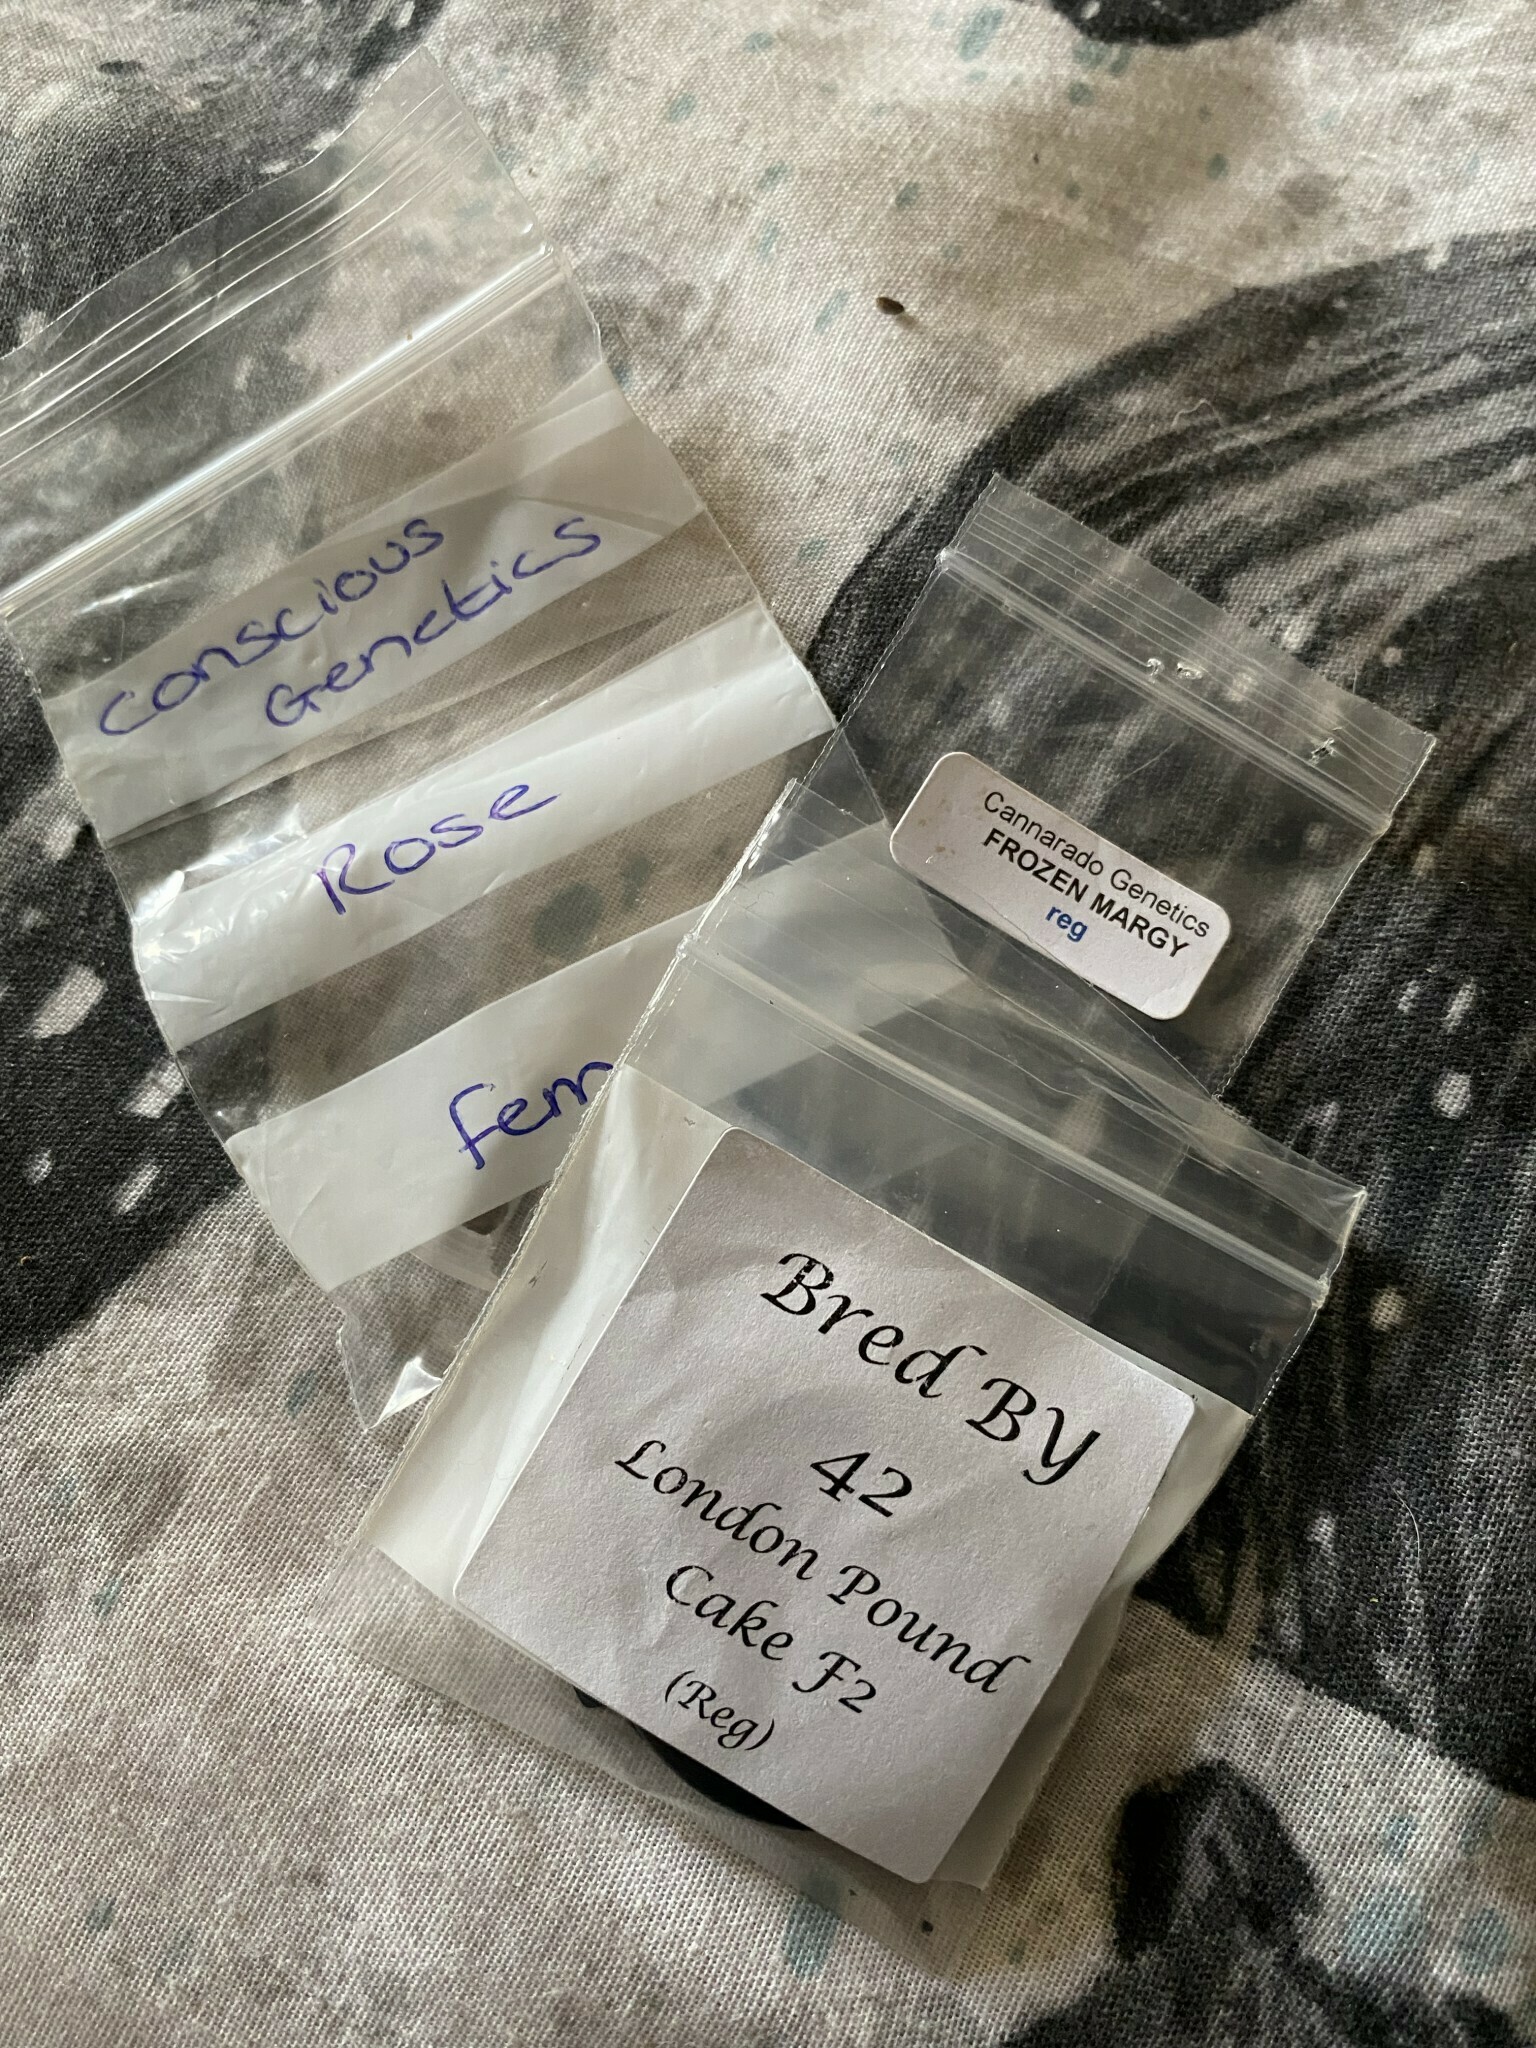 conscious
Genetics
Rose
fem
Cannarado Genetics
FROZEN MARGY
reg
Bred BY
42
London Pound
Cake F2
(Reg)